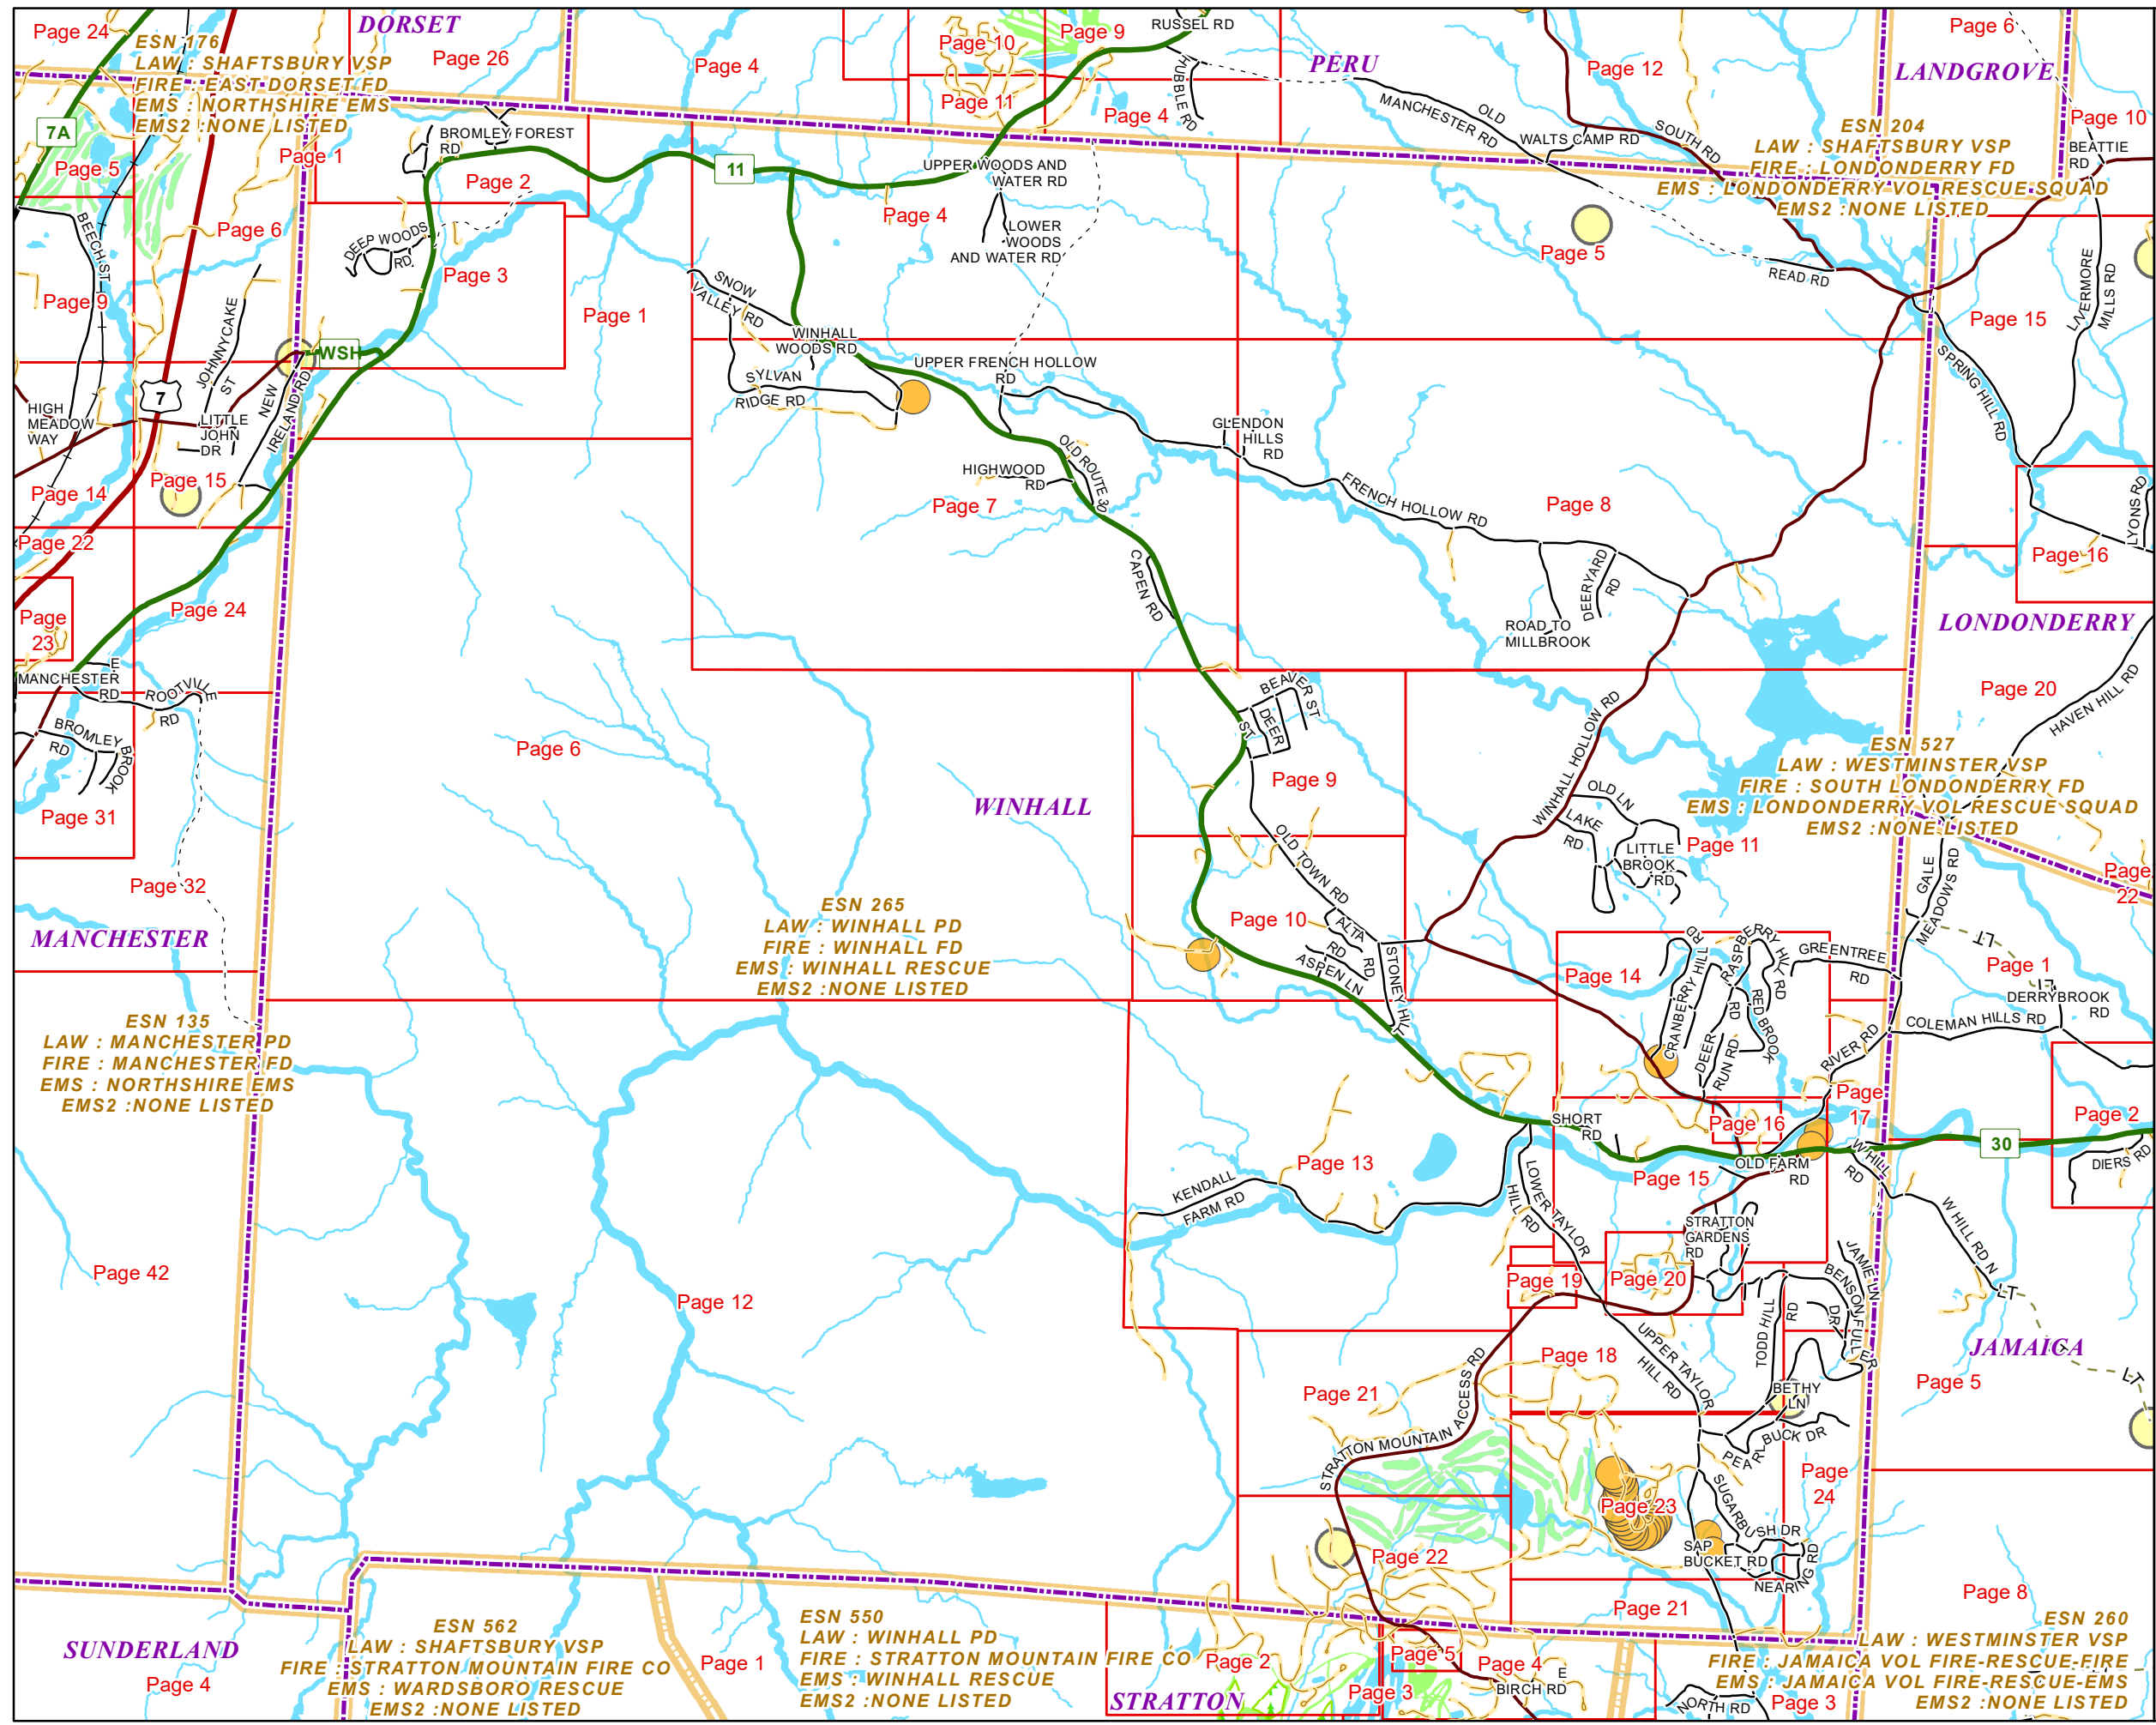 DORSET
Page 24
ESN 176
LAW : SHAFTSBURY VSP
FIRE : EAST DORSET FD
EMS : NORTHSHIRE EMS
EMS2 :NONE LISTED
Page 26
Page 4
Page 10
Page 9
RUSSEL RD
PERU
Page 12
Page 6
LANDGROVE
7A
Page 11
Page 4
HUBBLE RD
OLD
MANCHESTER RD
WALTS CAMP RD
SOUTH RD
Page 10
BEATTIE
RD
ESN 204
LAW : SHAFTSBURY VSP
FIRE : LONDONDERRY FD
EMS : LONDONDERRY VOL RESCUE SQUAD
EMS2 :NONE LISTED
Page 5
Page 1
BROMLEY FOREST
RD
Page 2
11
UPPER WOODS AND
WATER RD
Page 4
LOWER
WOODS
AND WATER RD
Page 5
READ RD
BEECH ST
Page 6
DEEP WOODS
RD
Page 3
Page 9
JOHNNYCAKE
ST
Page 1
SNOW
VALLEY RD
WINHALL
WOODS RD
Page 15
LIVERMORE
MILLS RD
SPRING HILL RD
WSH
7
NEW
IRELAND RD
SYLVAN
RIDGE RD
UPPER FRENCH HOLLOW
RD
HIGH
MEADOW
WAY
LITTLE
JOHN
DR
GLENDON
HILLS
RD
OLD ROUTE 30
HIGHWOOD
RD
Page 14
Page 15
Page 7
FRENCH HOLLOW RD
Page 8
LYONS RD
Page 16
Page 22
CAPEN RD
DEERYARD
RD
Page 24
Page
23
ROAD TO
MILLBROOK
LONDONDERRY
E
MANCHESTER
RD
ROOTVILLE
RD
BEAVER ST
DEER
ST
Page 20
HAVEN HILL RD
BROMLEY
BROOK
RD
Page 6
WINHALL HOLLOW RD
Page 9
ESN 527
LAW : WESTMINSTER VSP
FIRE : SOUTH LONDONDERRY FD
EMS : LONDONDERRY VOL RESCUE SQUAD
EMS2 :NONE LISTED
WINHALL
Page 31
OLD LN
LAKE
RD
LITTLE
BROOK
RD
Page 11
OLD TOWN RD
GALE
MEADOWS RD
Page
22
Page 32
ESN 265
LAW : WINHALL PD
FIRE : WINHALL FD
EMS : WINHALL RESCUE
EMS2 :NONE LISTED
Page 10
ALTA
RD
RD
ASPEN LN
STONEY HILL
MANCHESTER
Page 14
CRANBERRY HILL
RD
RASPBERRY HILL RD
RD
RED BROOK
DEER
RUN RD
GREENTREE
RD
LT
Page 1
LT
DERRYBROOK
RD
COLEMAN HILLS RD
RIVER RD
ESN 135
LAW : MANCHESTER PD
FIRE : MANCHESTER FD
EMS : NORTHSHIRE EMS
EMS2 :NONE LISTED
SHORT
RD
Page 16
Page
17
Page 2
30
DIERS RD
Page 13
Page 15
OLD FARM
RD
W HILL
RD
KENDALL
FARM RD
LOWER TAYLOR
HILL RD
STRATTON
GARDENS
RD
W HILL RD N
LT
Page 42
Page 12
Page 19
Page 20
JAMIE LN
BENSON FULLER
DR
TODD HILL
RD
JAMAICA
LT
UPPER TAYLOR
HILL RD
Page 18
Page 21
STRATTON MOUNTAIN ACCESS RD
BETHY
LN
Page 5
PEARL
BUCK DR
Page
24
Page 23
SUGARBUSH DR
SAP
BUCKET RD
NEARING RD
Page 22
Page 21
Page 8
SUNDERLAND
Page 4
ESN 562
LAW : SHAFTSBURY VSP
FIRE : STRATTON MOUNTAIN FIRE CO
EMS : WARDSBORO RESCUE
EMS2 :NONE LISTED
Page 1
ESN 550
LAW : WINHALL PD
FIRE : STRATTON MOUNTAIN FIRE CO
EMS : WINHALL RESCUE
EMS2 :NONE LISTED
Page 2
STRATTON
Page 5
Page 3
Page 4
E
BIRCH RD
NORTH RD
Page 3
ESN 260
LAW : WESTMINSTER VSP
FIRE : JAMAICA VOL FIRE-RESCUE-FIRE
EMS : JAMAICA VOL FIRE-RESCUE-EMS
EMS2 :NONE LISTED